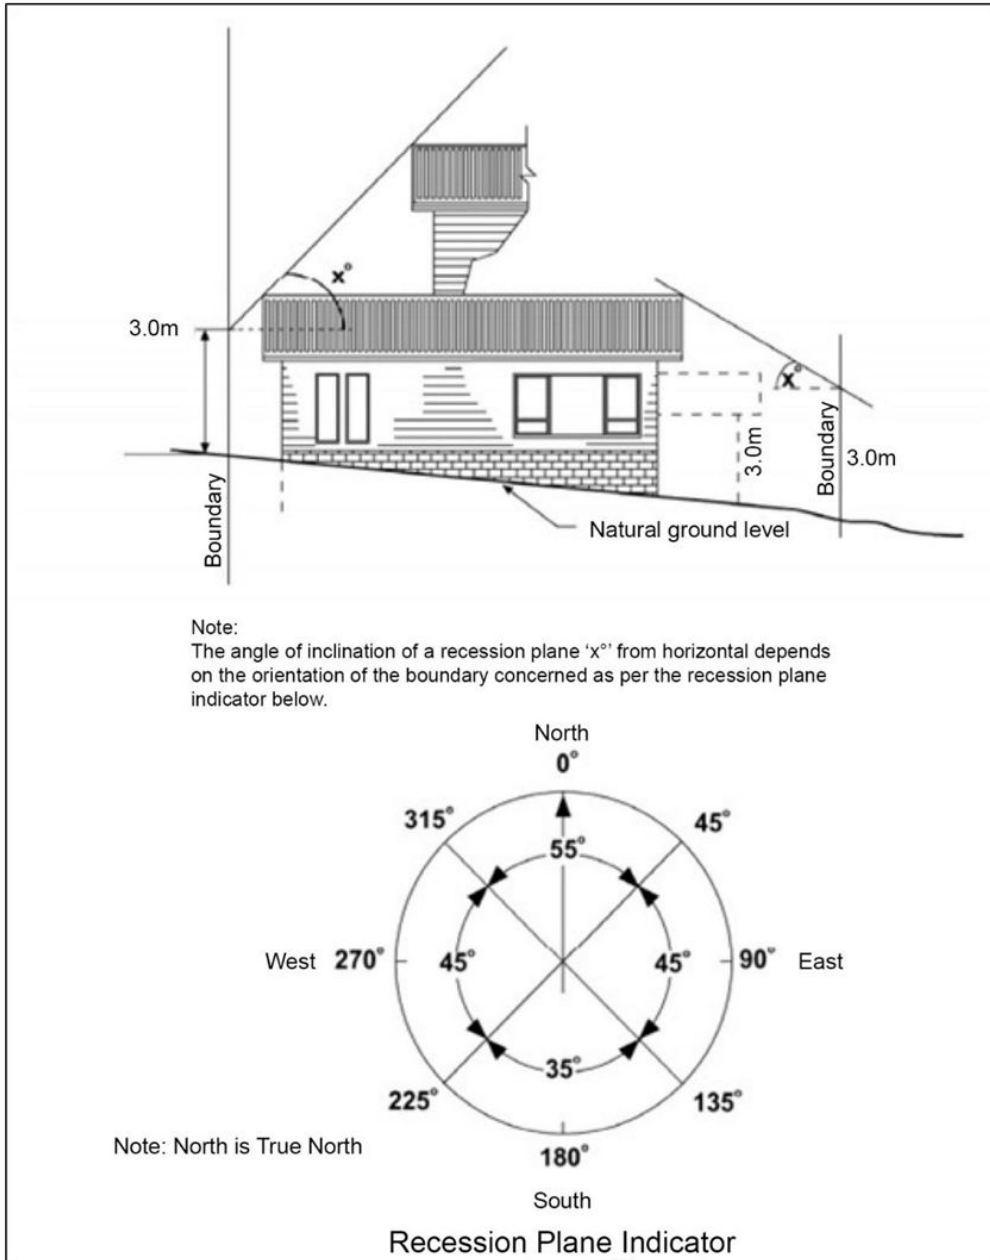 x°
3.0m
x°
3.0m
Boundary
3.0m
Boundary
Natural ground level
Note:
The angle of inclination of a recession plane ‘x°’ from horizontal depends
on the orientation of the boundary concerned as per the recession plane
indicator below.
North
0°
315°
45°
55°
West 270°
45°
45°
90° East
35°
225°
135°
Note: North is True North
180°
South
Recession Plane Indicator